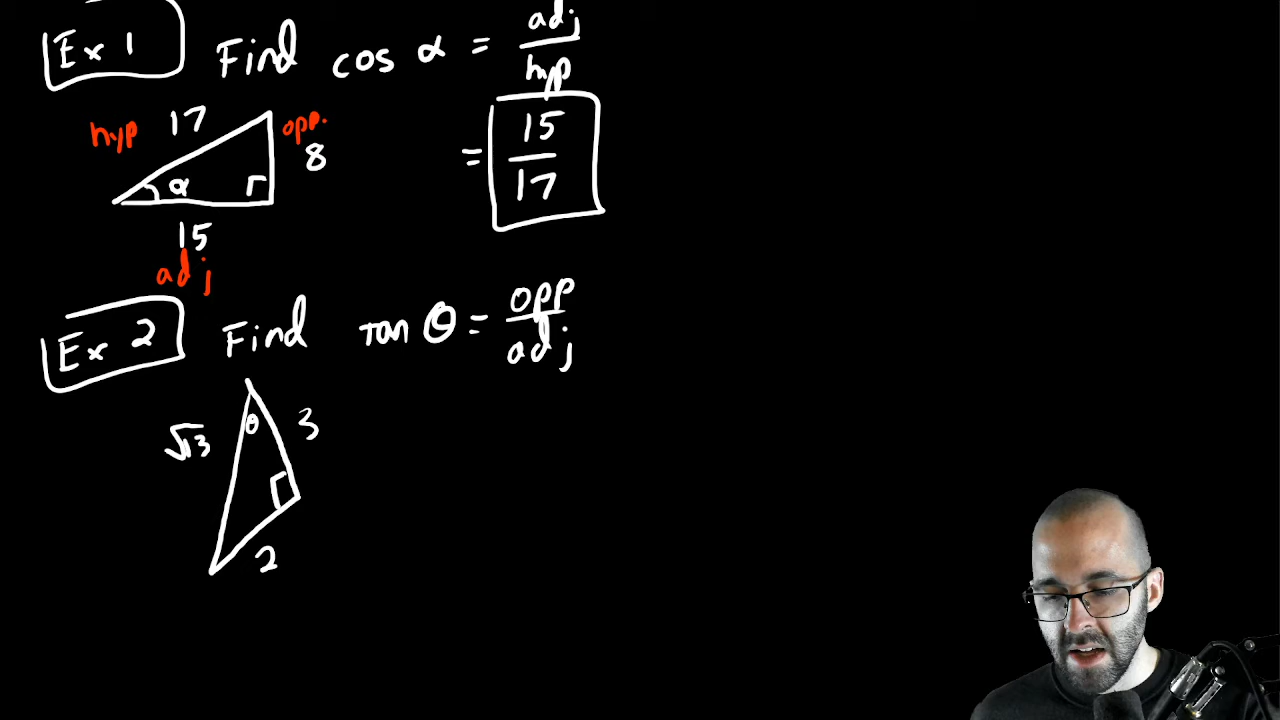 Ex 1 Find cos α = adj/hyp
hyp 17 opp.
8
α
= 15/17
15
adj
Ex 2 Find tan θ = opp/adj
√13 θ 3
2